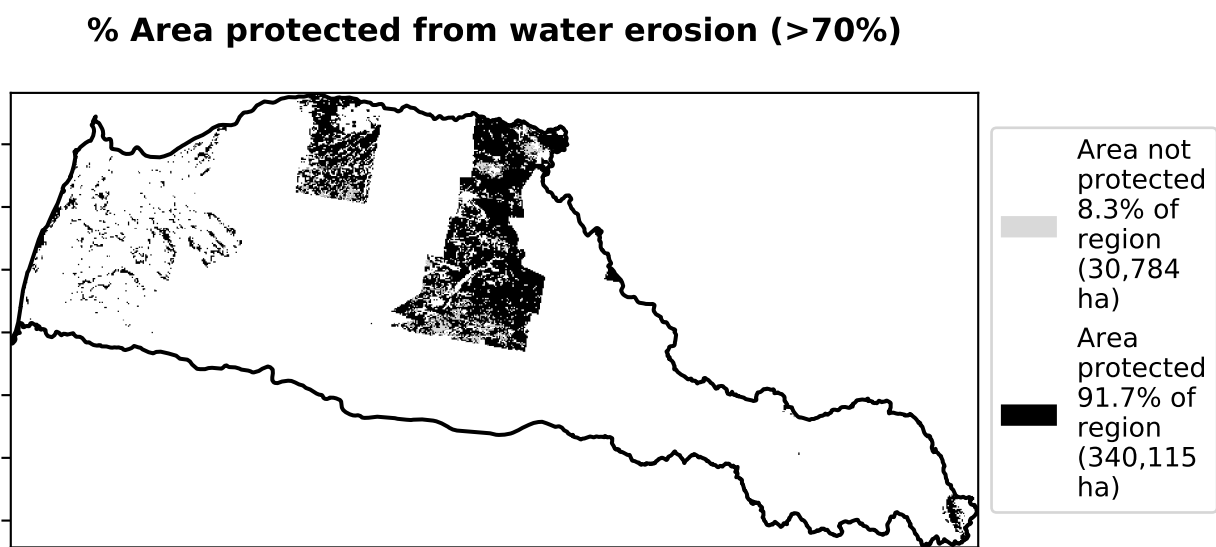 % Area protected from water erosion (>70%)
Area not
protected
8.3% of
region
(30,784
ha)
Area
protected
91.7% of
region
(340,115
ha)